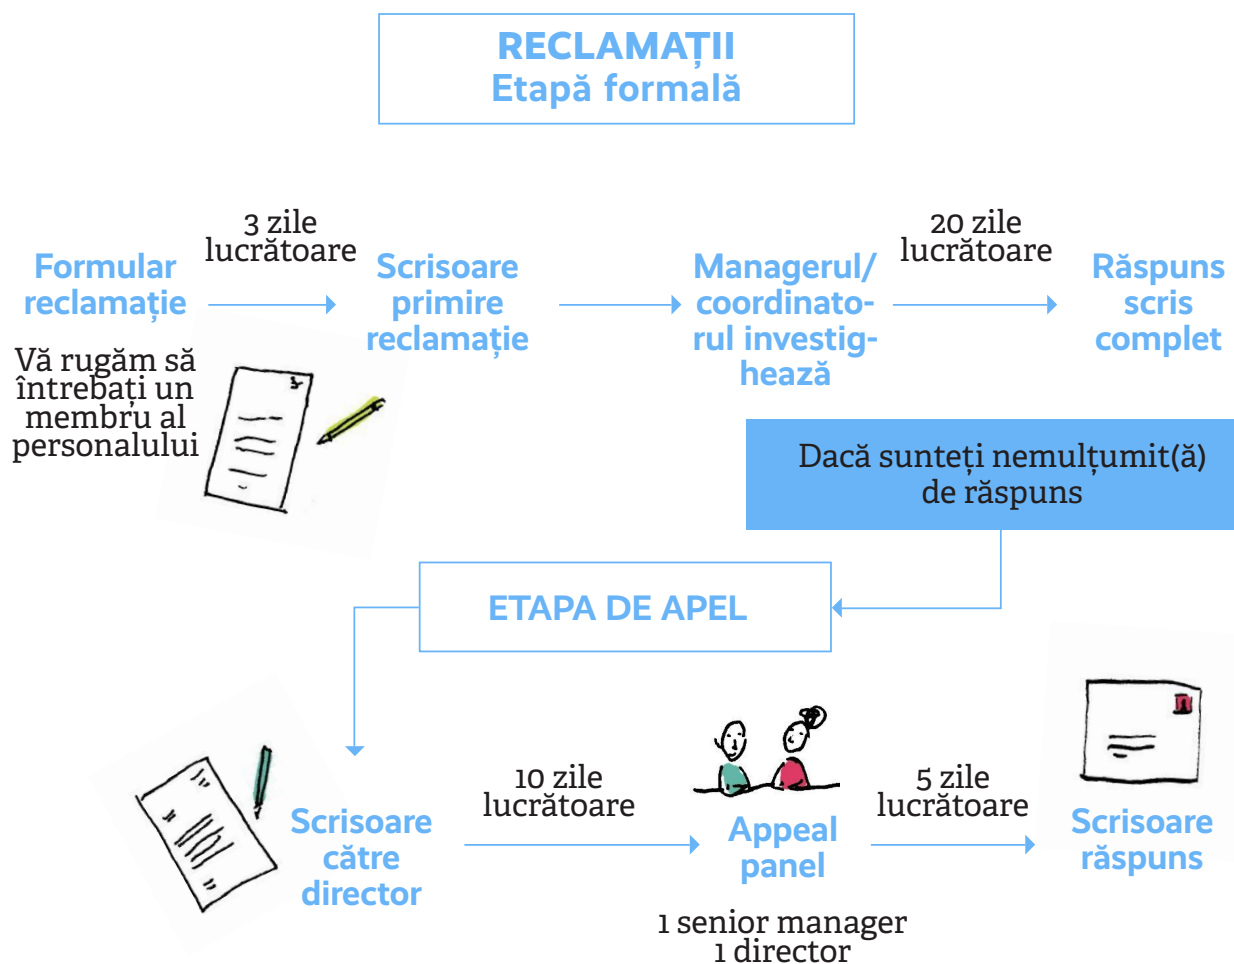 RECLAMAȚII
Etapă formală
3 zile
lucrătoare
20 zile
lucrătoare
Formular
reclamație
Scrisoare
primire
reclamație
Managerul/
coordinato-
rul investig-
hează
Răspuns
scris
complet
Vă rugăm să
întrebați un
membru al
personalului
Dacă sunteți nemulțumit(ă)
de răspuns
ETAPA DE APEL
10 zile
lucrătoare
5 zile
lucrătoare
Scrisoare
către
director
Appeal
panel
Scrisoare
răspuns
1 senior manager
1 director